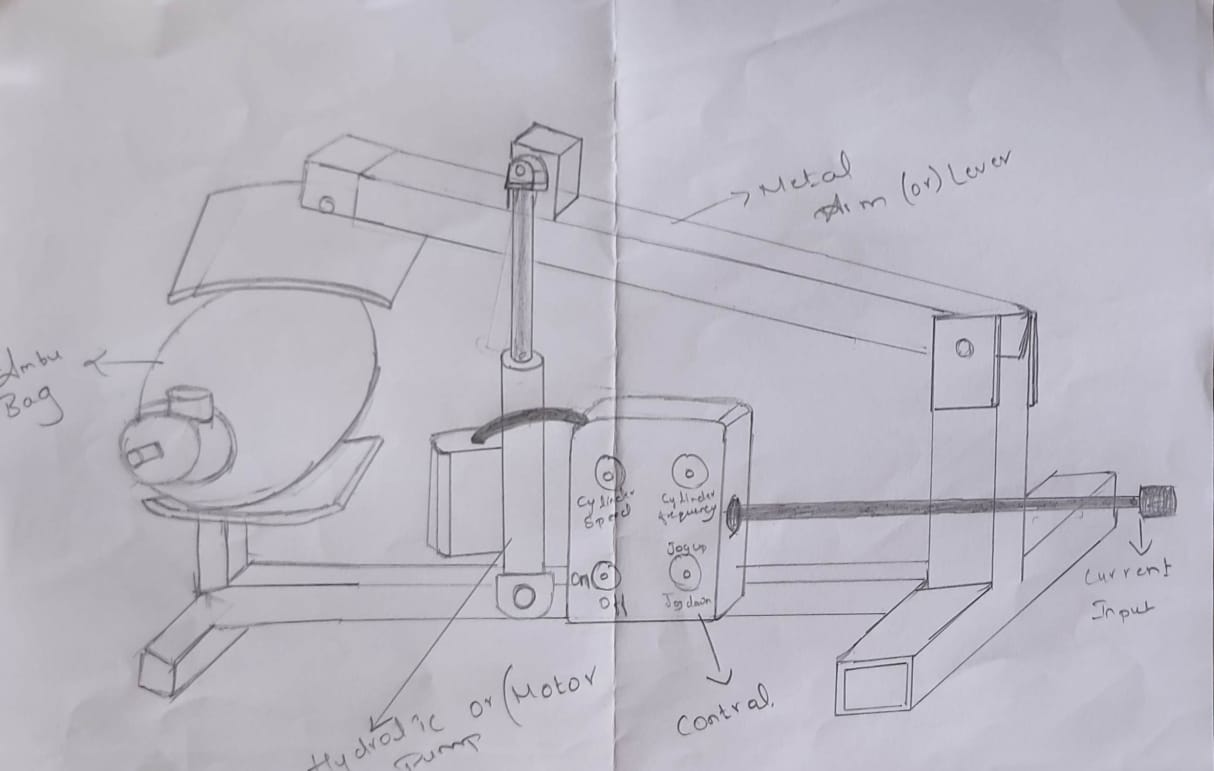 Metal
Arm (or) Lever
Ambu
Bag
Cylinder
Speed
Cylinder
frequency
On
Off
Jog up
Jog down
Current
Input
Control
Hydrolic or (Motor
Pump